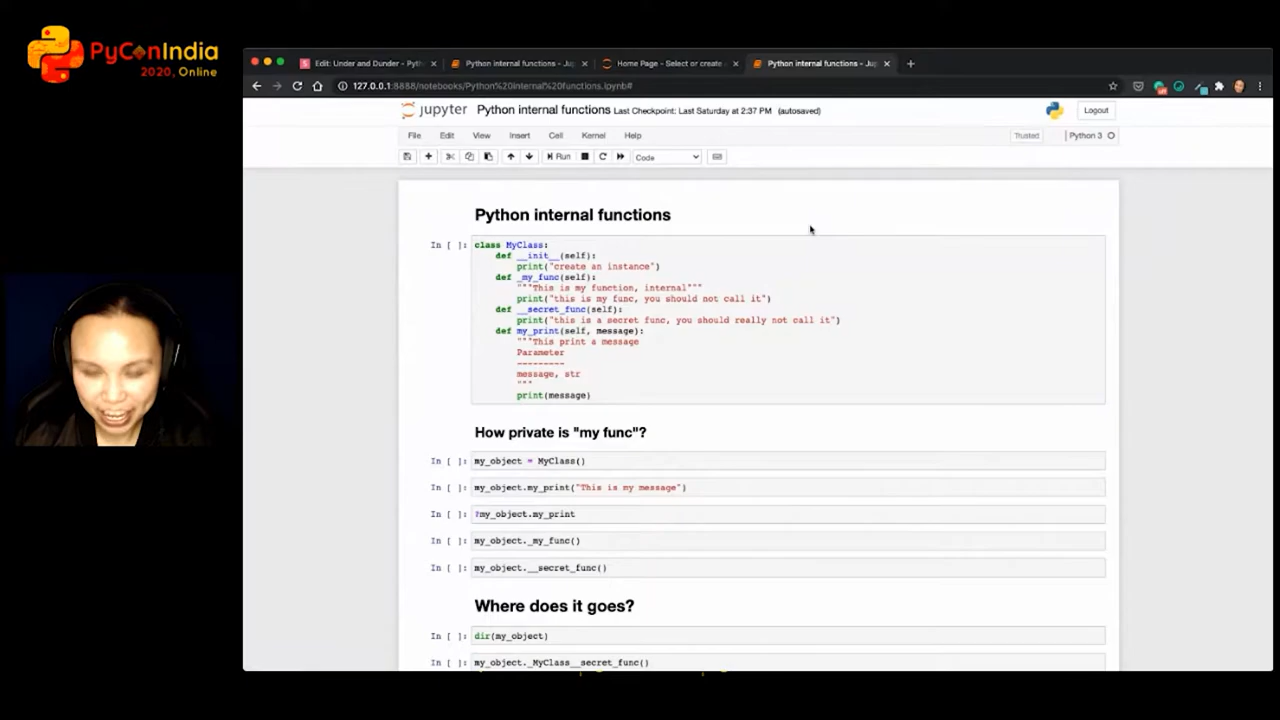 PyConIndia
2020, Online
Edit: Under and Dunder - Pyth
Python internal functions - Ju
Home Page - Select or create
Python internal functions - Ju
127.0.0.1:8888/notebooks/Python%20internal%20functions.ipynb#
jupyter Python internal functions Last Checkpoint: Last Saturday at 2:37 PM (autosaved)
Logout
File Edit View Insert Cell Kernel Help
Trusted
Python 3
Run
Code
Python internal functions
In [ ]: class MyClass:
def __init__(self):
print("create an instance")
def _my_func(self):
"""This is my function, internal"""
print("this is my func, you should not call it")
def __secret_func(self):
print("this is a secret func, you should really not call it")
def my_print(self, message):
"""This print a message
Parameter
---------
message, str
"""
print(message)
How private is "my func"?
In [ ]: my_object = MyClass()
In [ ]: my_object.my_print("This is my message")
In [ ]: ?my_object.my_print
In [ ]: my_object._my_func()
In [ ]: my_object.__secret_func()
Where does it goes?
In [ ]: dir(my_object)
In [ ]: my_object._MyClass__secret_func()